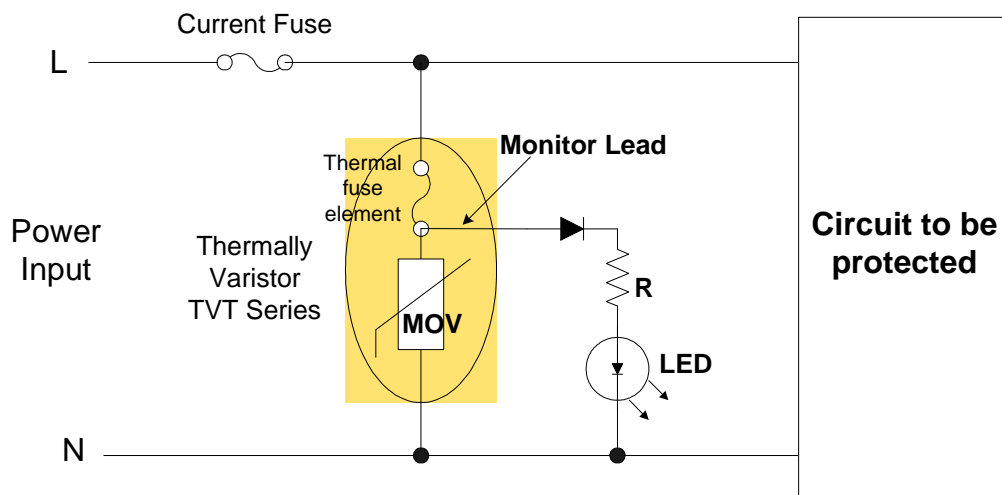 Current Fuse
L
Monitor Lead
Thermal
fuse
element
Power
Input
Thermally
Varistor
TVT Series
MOV
R
LED
Circuit to be
protected
N